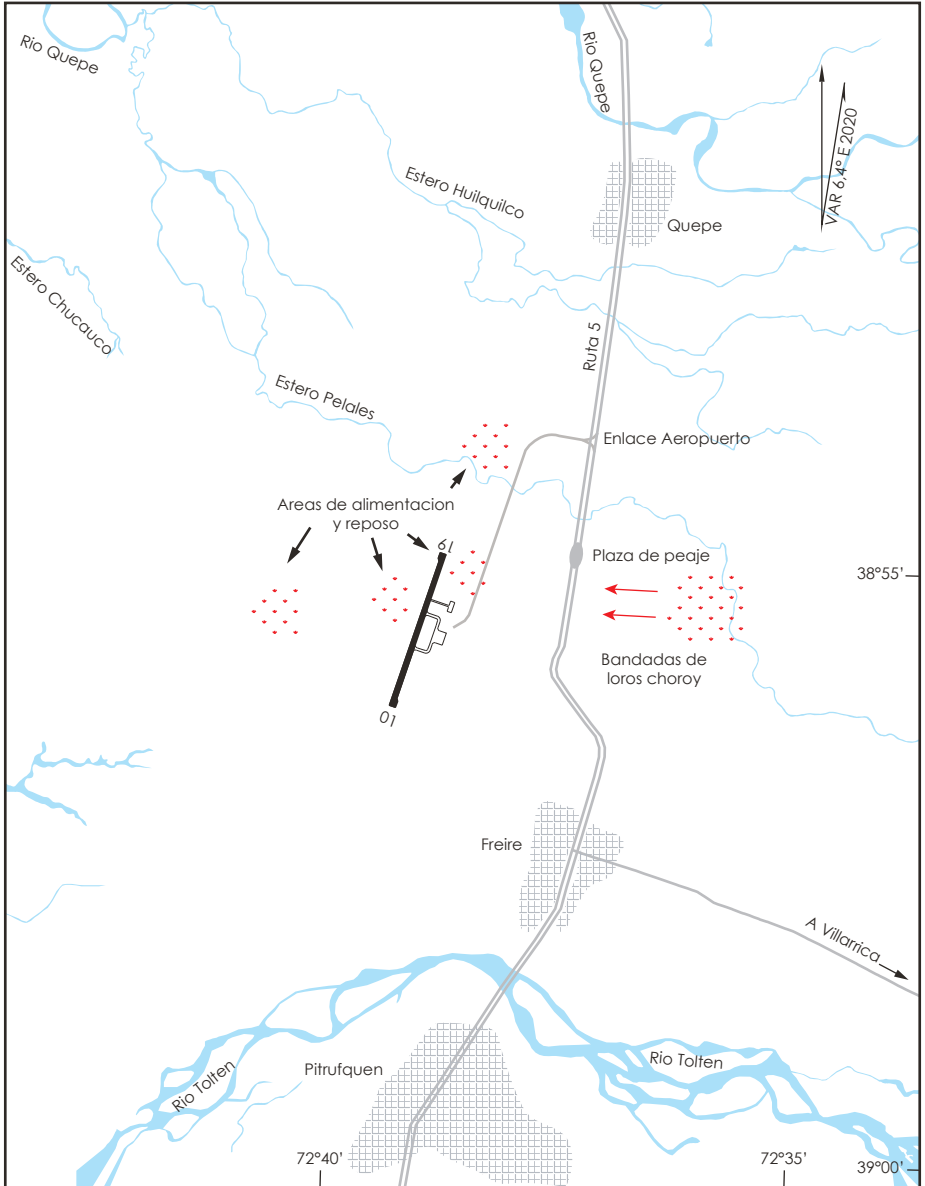 Rio Quepe
Rio Quepe
VAR 6,4° E 2020
Estero Huilquilco
Quepe
Estero Chucauco
Ruta 5
Estero Pelales
Enlace Aeropuerto
Areas de alimentacion
y reposo
19
Plaza de peaje
38°55'
Bandadas de
loros choroy
01
Freire
A Villarrica
Rio Tolten
Pitrufquen
Rio Tolten
72°40'
72°35'
39°00'